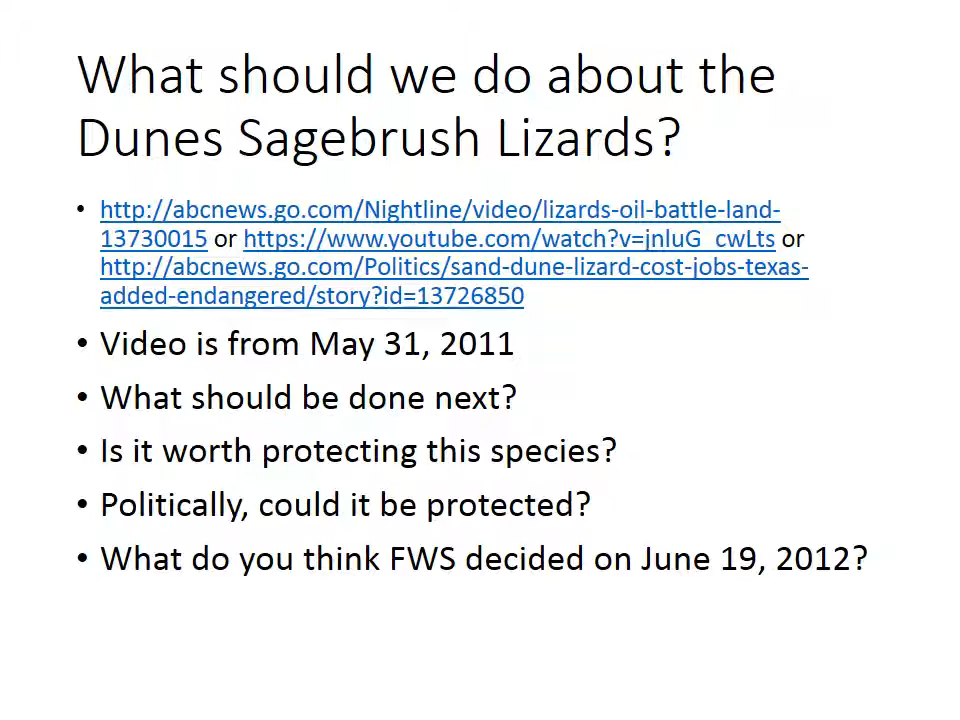 What should we do about the
Dunes Sagebrush Lizards?
• http://abcnews.go.com/Nightline/video/lizards-oil-battle-land-
13730015 or https://www.youtube.com/watch?v=jnluG_cwLts or
http://abcnews.go.com/Politics/sand-dune-lizard-cost-jobs-texas-
added-endangered/story?id=13726850
• Video is from May 31, 2011
• What should be done next?
• Is it worth protecting this species?
• Politically, could it be protected?
• What do you think FWS decided on June 19, 2012?